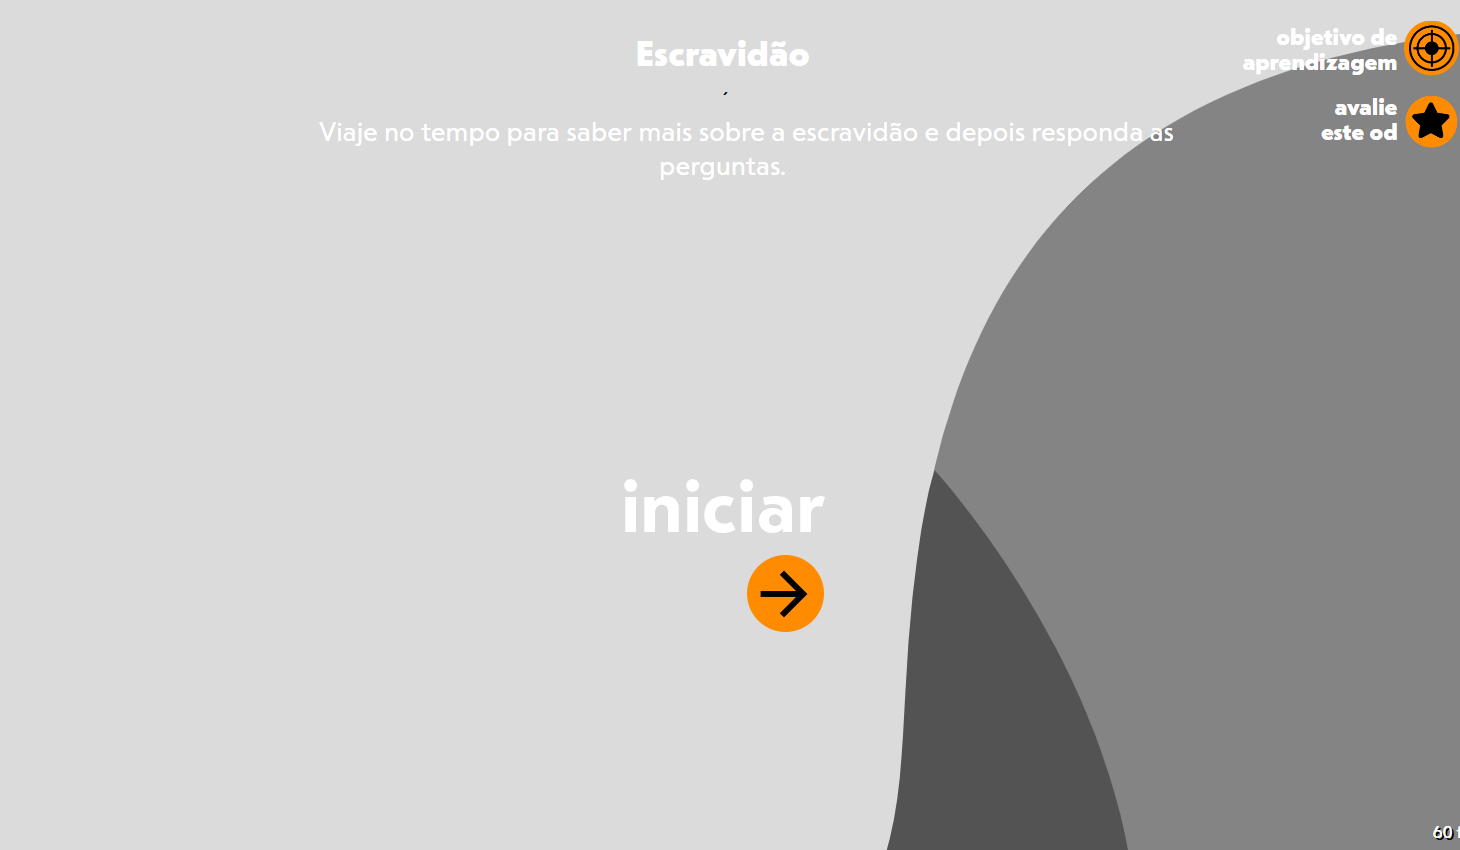 Escravidão
´
Viaje no tempo para saber mais sobre a escravidão e depois responda as
perguntas.
objetivo de
aprendizagem
avalie
este od
iniciar
60 f